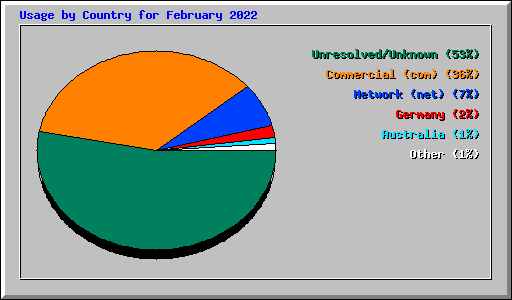 Usage by Country for February 2022
Unresolved/Unknown (53%)
Commercial (com) (36%)
Network (net) (7%)
Germany (2%)
Australia (1%)
Other (1%)